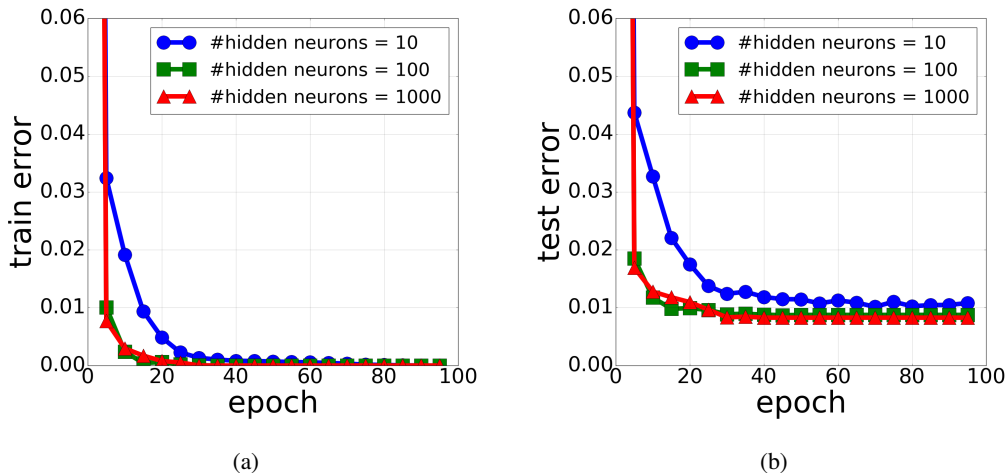 train error
0.06
0.05
0.04
0.03
0.02
0.01
0.00
#hidden neurons = 10
#hidden neurons = 100
#hidden neurons = 1000
0 20 40 60 80 100
epoch
(a)
test error
0.06
0.05
0.04
0.03
0.02
0.01
0.00
#hidden neurons = 10
#hidden neurons = 100
#hidden neurons = 1000
0 20 40 60 80 100
epoch
(b)